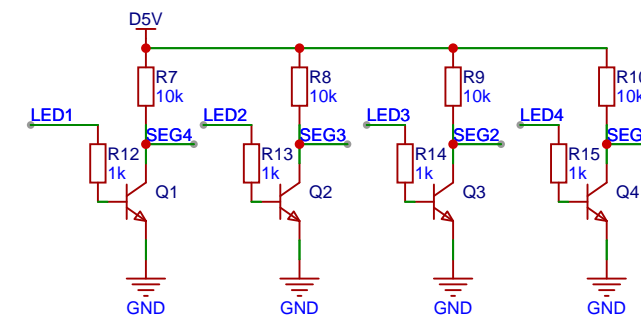 D5V
R7
10k
R8
10k
R9
10k
LED1
SEG4
LED2
SEG3
LED3
SEG2
LED4
R12
1k
R13
1k
R14
1k
R15
1k
Q1
Q2
Q3
Q4
GND
GND
GND
GND